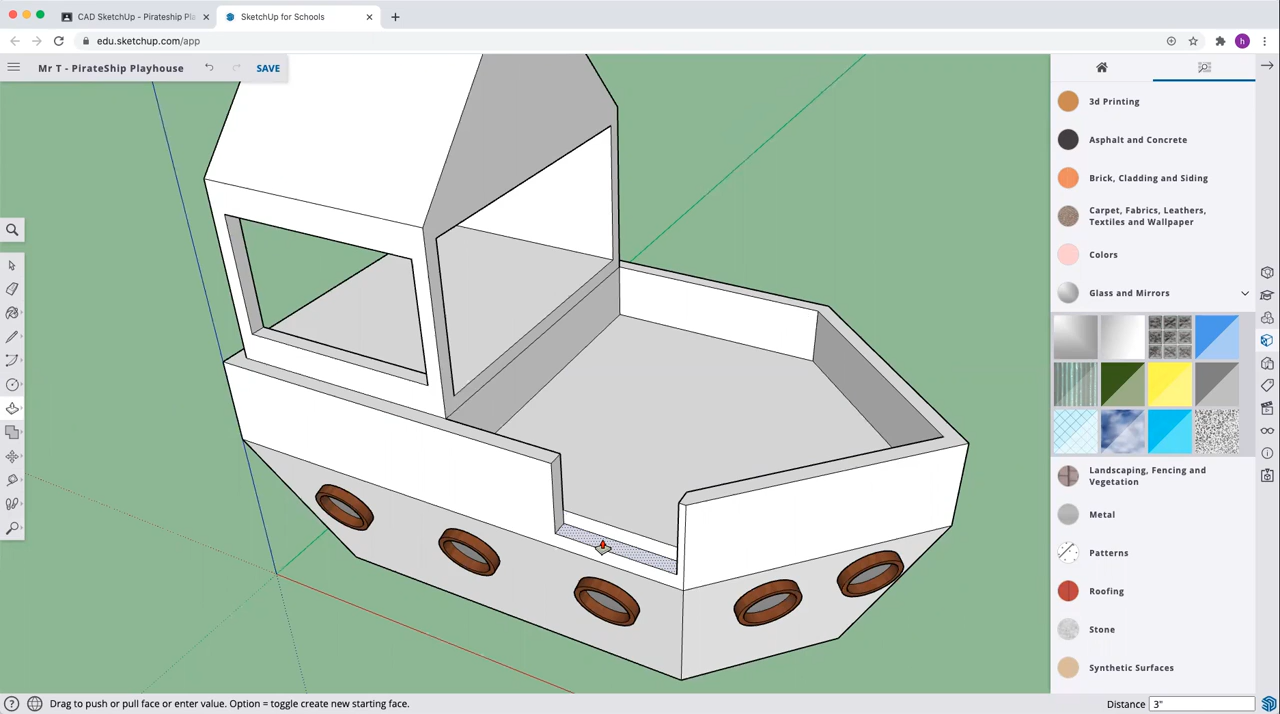 CAD SketchUp - Pirateship Pla
SketchUp for Schools
edu.sketchup.com/app
h
Mr T - PirateShip Playhouse
SAVE
3d Printing
Asphalt and Concrete
Brick, Cladding and Siding
Carpet, Fabrics, Leathers,
Textiles and Wallpaper
Colors
Glass and Mirrors
Landscaping, Fencing and
Vegetation
Metal
Patterns
Roofing
Stone
Synthetic Surfaces
Drag to push or pull face or enter value. Option = toggle create new starting face.
Distance 3"